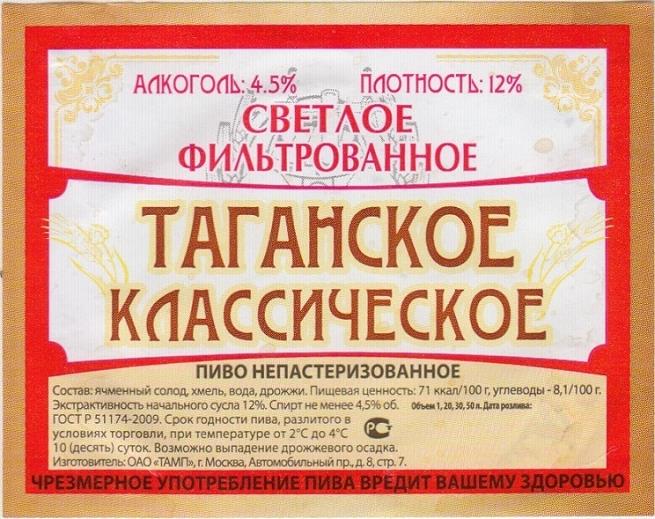 АЛКОГОЛЬ: 4.5% ПЛОТНОСТЬ: 12%
СВЕТЛОЕ
ФИЛЬТРОВАННОЕ
ТАГАНСКОЕ
КЛАССИЧЕСКОЕ
ПИВО НЕПАСТЕРИЗОВАННОЕ
Состав: ячменный солод, хмель, вода, дрожжи. Пищевая ценность: 71 ккал/100 г, углеводы - 8,1/100 г.
Экстрактивность начального сусла 12%. Спирт не менее 4,5% об. Объем 1, 20, 30, 50 л. Дата розлива:
ГОСТ Р 51174-2009. Срок годности пива, разлитого в
условиях торговли, при температуре от 2°С до 4°С
10 (десять) суток. Возможно выпадение дрожжевого осадка.
Изготовитель: ОАО «ТАМП», г. Москва, Автомобильный пр., д. 8, стр. 7.
ЧРЕЗМЕРНОЕ УПОТРЕБЛЕНИЕ ПИВА ВРЕДИТ ВАШЕМУ ЗДОРОВЬЮ